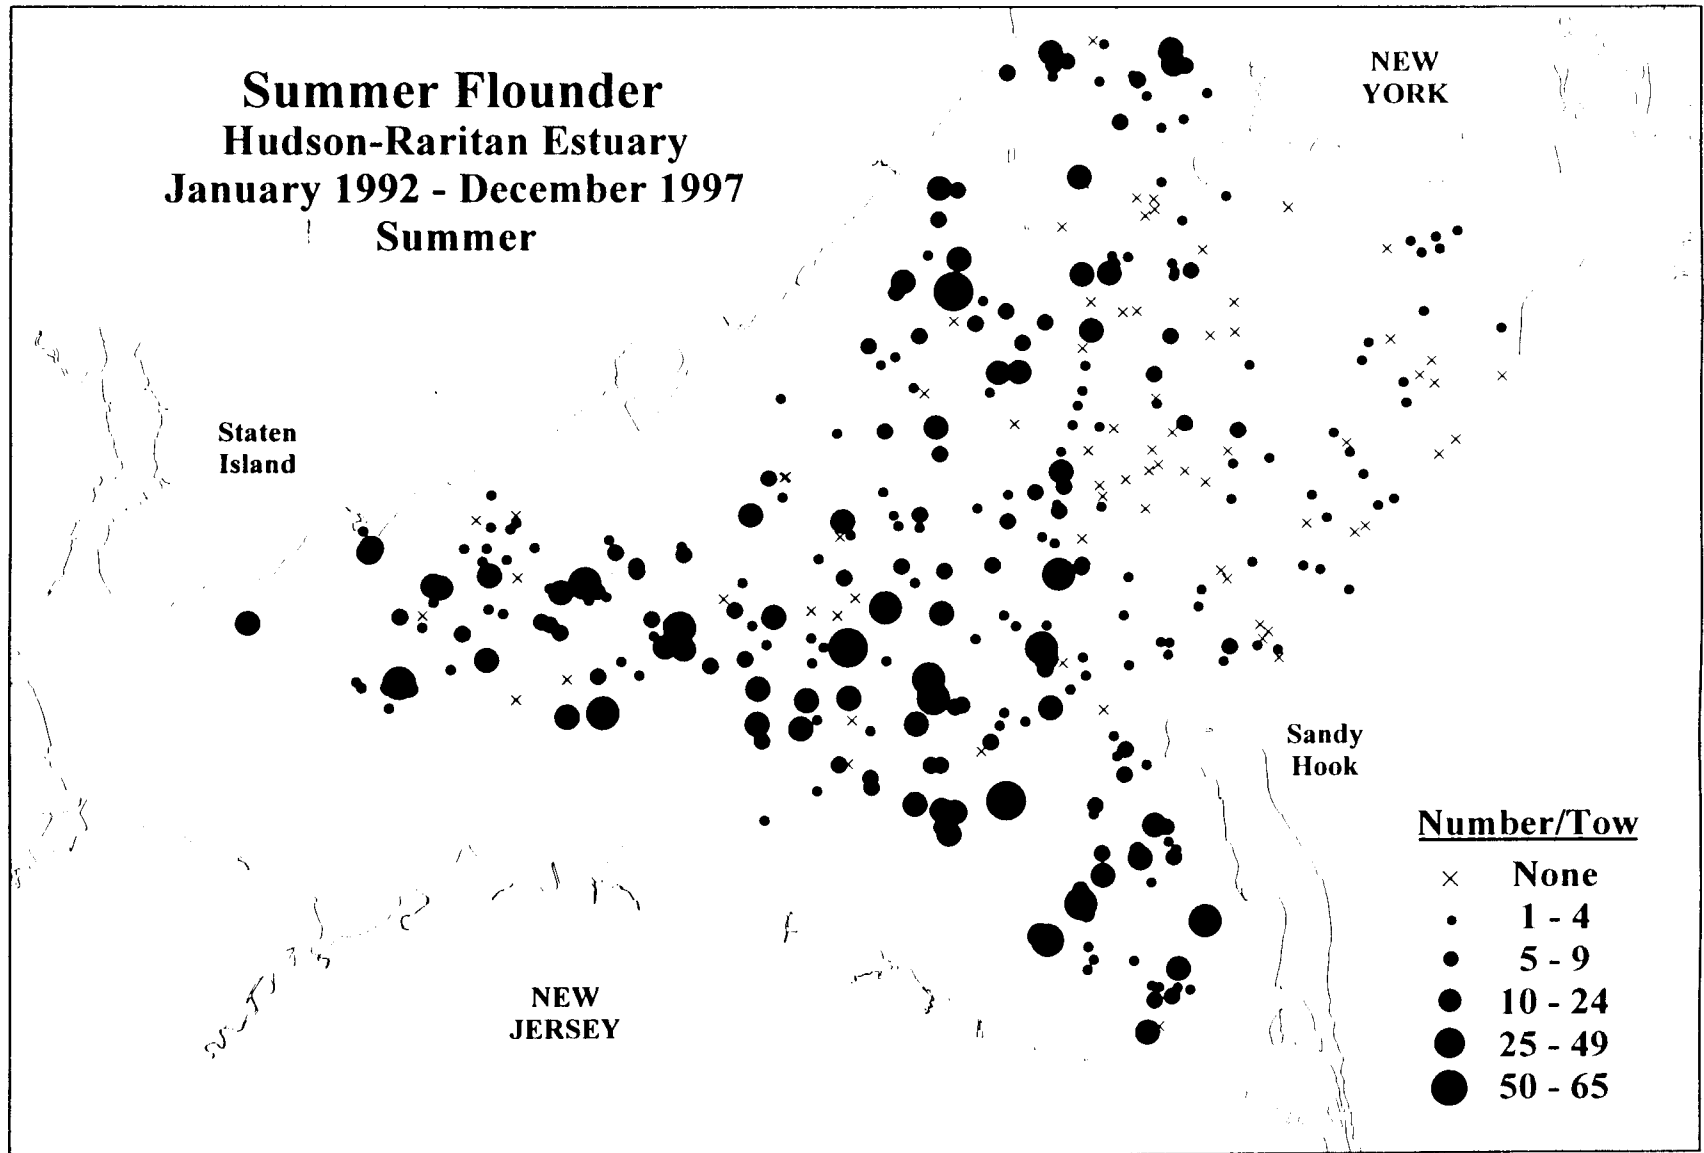 Summer Flounder
Hudson-Raritan Estuary
January 1992 - December 1997
Summer
NEW
YORK
Staten
Island
Sandy
Hook
NEW
JERSEY
Number/Tow
None
1 - 4
5 - 9
10 - 24
25 - 49
50 - 65